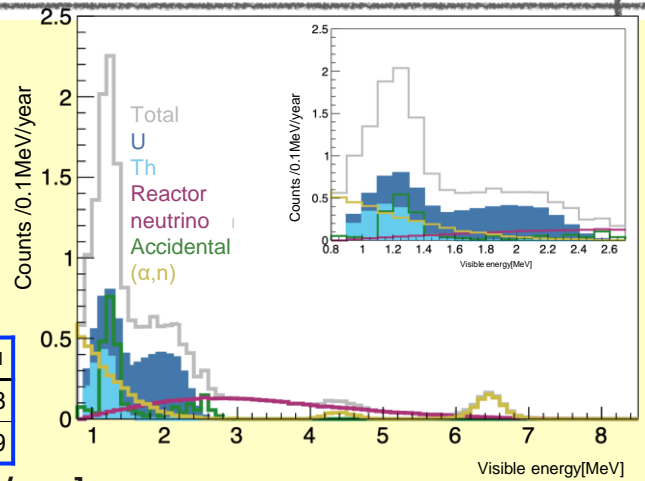 2.5
2
1.5
1
0.5
0
Counts /0.1MeV/year
Total
U
Th
Reactor
neutrino
Accidental
(α,n)
2.5
2
1.5
1
0.5
0
Counts /0.1MeV/year
0.8 1 1.2 1.4 1.6 1.8 2 2.2 2.4 2.6
Visible energy[MeV]
1 2 3 4 5 6 7 8
Visible energy[MeV]